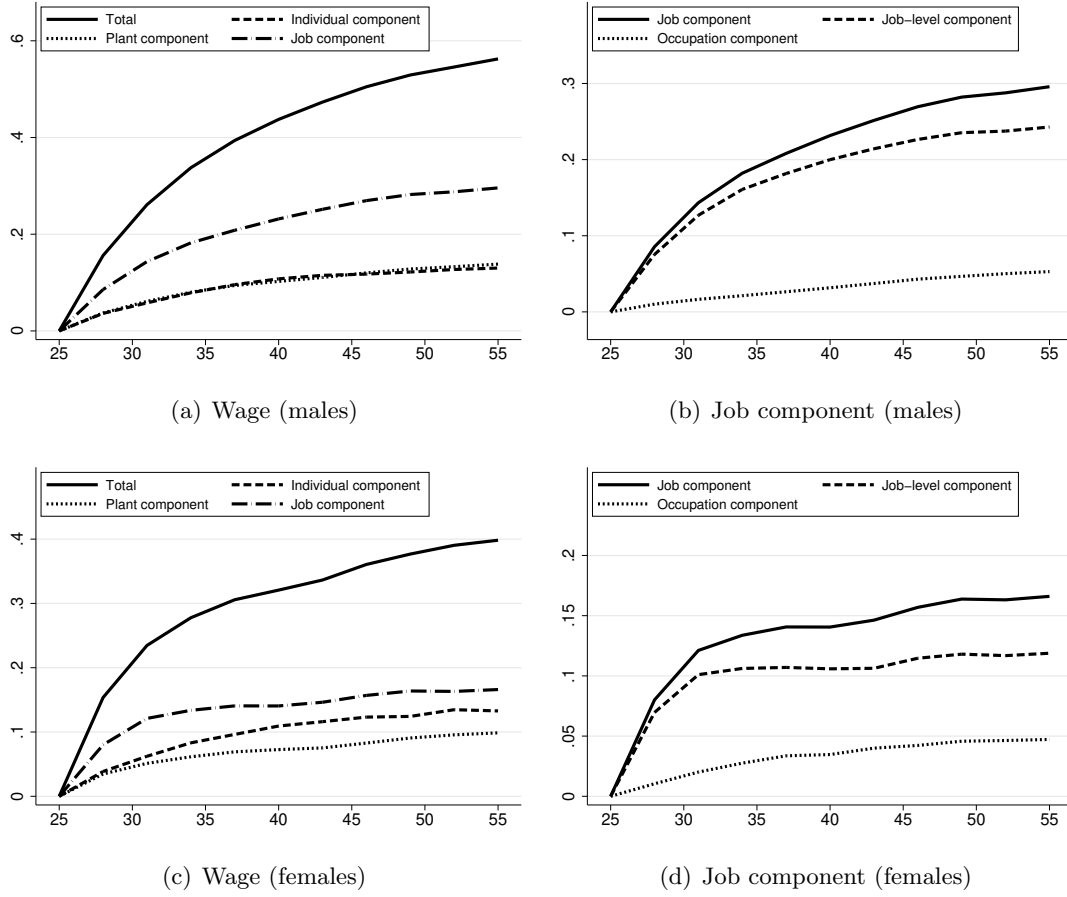 Total Individual component
Plant component Job component
.6
.4
.2
0
25 30 35 40 45 50 55
(a) Wage (males)
Job component Job−level component
Occupation component
.3
.2
.1
0
25 30 35 40 45 50 55
(b) Job component (males)
Total Individual component
Plant component Job component
.4
.3
.2
.1
0
25 30 35 40 45 50 55
(c) Wage (females)
Job component Job−level component
Occupation component
.2
.15
.1
.05
0
25 30 35 40 45 50 55
(d) Job component (females)